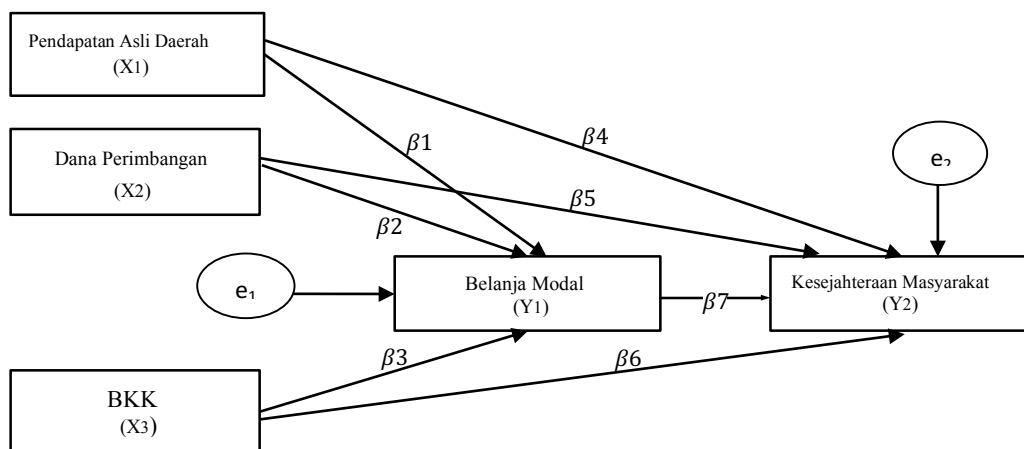 Pendapatan Asli Daerah
(X1)
β4
β1
Dana Perimbangan
(X2)
e2
β5
β2
e1
Belanja Modal
(Y1)
β7
Kesejahteraan Masyarakat
(Y2)
β3
β6
BKK
(X3)